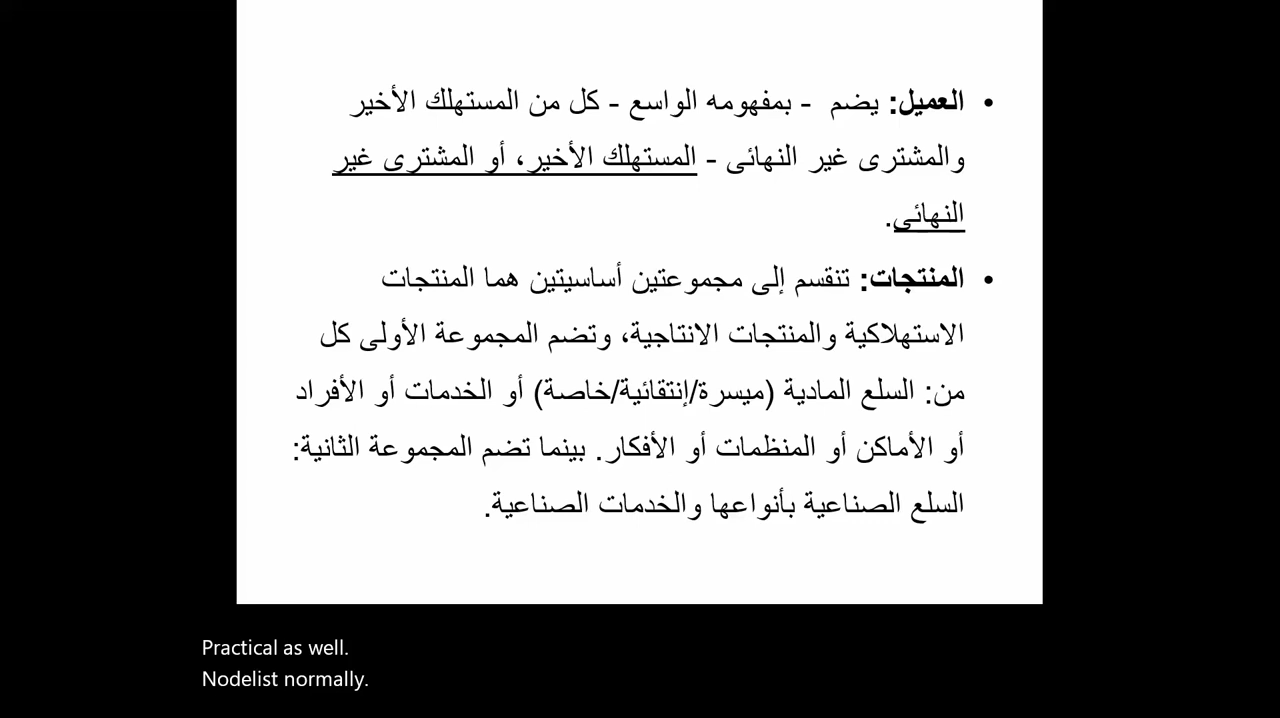 • العميل: يضم - بمفهومه الواسع - كل من المستهلك الأخير
والمشترى غير النهائى - المستهلك الأخير، أو المشترى غير
النهائى.
• المنتجات: تنقسم إلى مجموعتين أساسيتين هما المنتجات
الاستهلاكية والمنتجات الانتاجية، وتضم المجموعة الأولى كل
من: السلع المادية (ميسرة/إنتقائية/خاصة) أو الخدمات أو الأفراد
أو الأماكن أو المنظمات أو الأفكار. بينما تضم المجموعة الثانية:
السلع الصناعية بأنواعها والخدمات الصناعية.
Practical as well.
Nodelist normally.